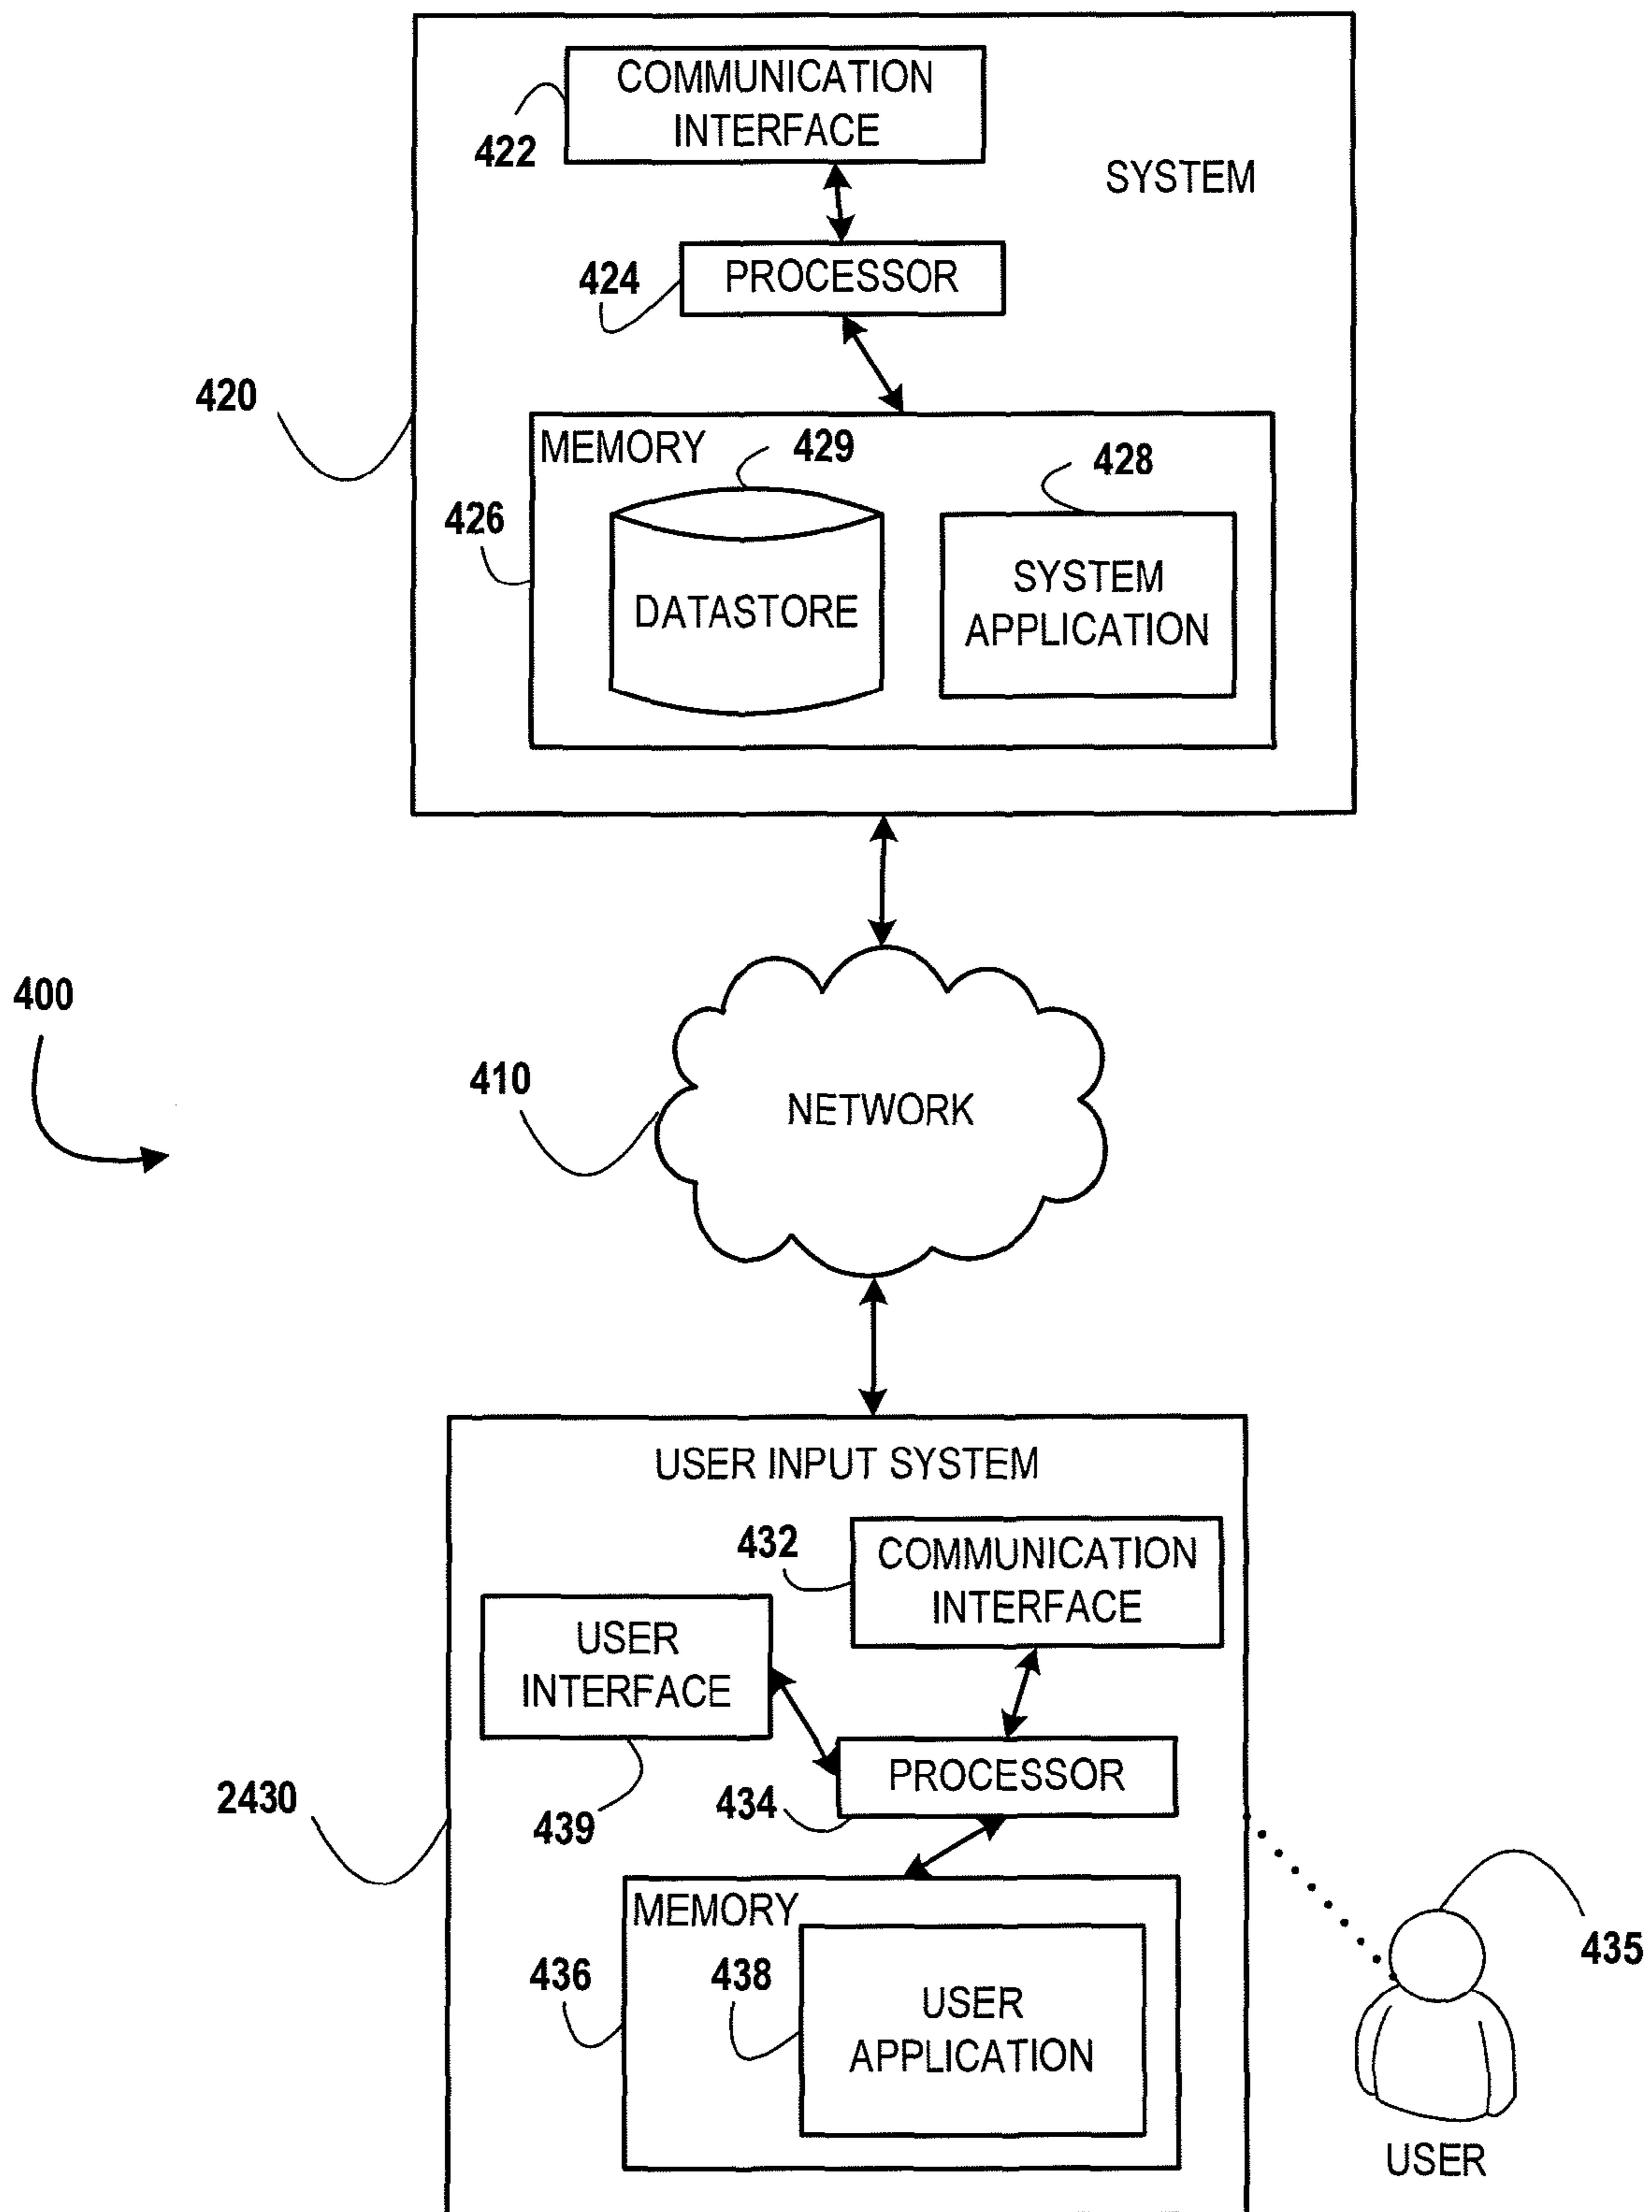 COMMUNICATION
INTERFACE
422
SYSTEM
424
PROCESSOR
420
MEMORY
429
428
426
DATASTORE
SYSTEM
APPLICATION
400
410
NETWORK
USER INPUT SYSTEM
432
COMMUNICATION
INTERFACE
USER
INTERFACE
2430
439
434
PROCESSOR
MEMORY
436
438
USER
APPLICATION
435
USER